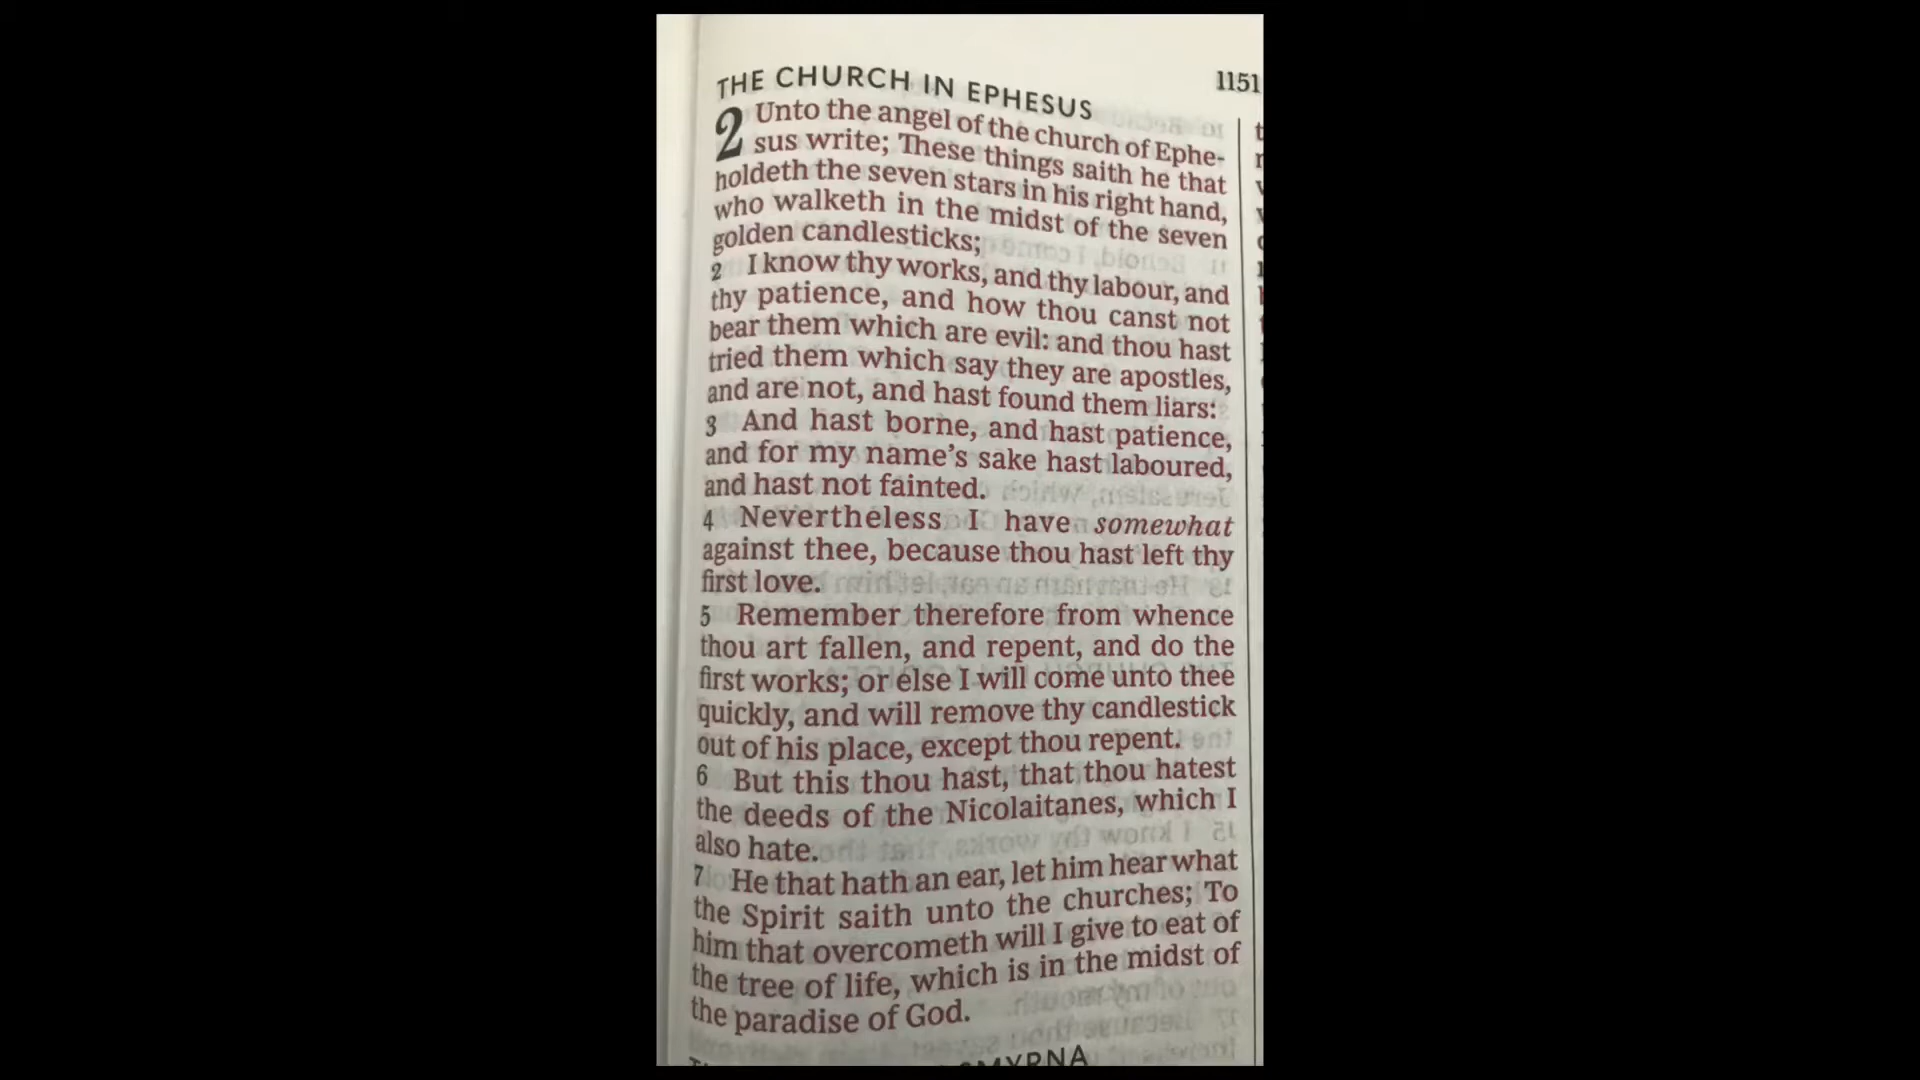 1151
THE CHURCH IN EPHESUS
2 Unto the angel of the church of Ephe-
sus write; These things saith he that
holdeth the seven stars in his right hand,
who walketh in the midst of the seven
golden candlesticks;
2 I know thy works, and thy labour, and
thy patience, and how thou canst not
bear them which are evil: and thou hast
tried them which say they are apostles,
and are not, and hast found them liars:
3 And hast borne, and hast patience,
and for my name's sake hast laboured,
and hast not fainted.
4 Nevertheless I have somewhat
against thee, because thou hast left thy
first love.
5 Remember therefore from whence
thou art fallen, and repent, and do the
first works; or else I will come unto thee
quickly, and will remove thy candlestick
out of his place, except thou repent.
6 But this thou hast, that thou hatest
the deeds of the Nicolaitanes, which I
also hate.
7 He that hath an ear, let him hear what
the Spirit saith unto the churches; To
him that overcometh will I give to eat of
the tree of life, which is in the midst of
the paradise of God.